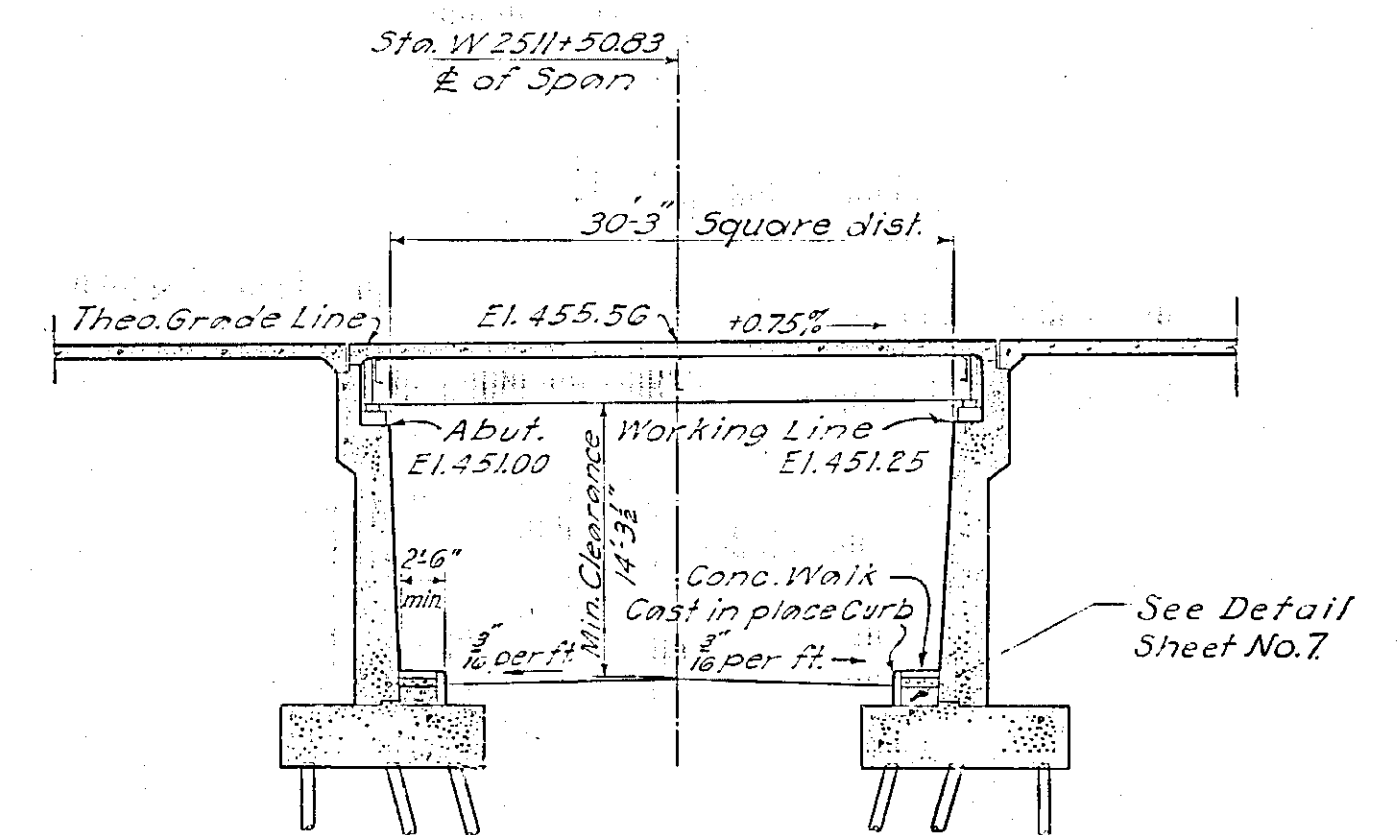 Sta. W 2511+50.83
℄ of Span
30'-3" Square dist.
Theo. Grade Line
El. 455.56
+0.75%
Abut.
El. 451.00
Working Line
El. 451.25
Min. Clearance
14'-3½"
2'-6"
min
3/16" per ft.
3/16" per ft.
Conc. Walk
Cast in place Curb
See Detail
Sheet No. 7.